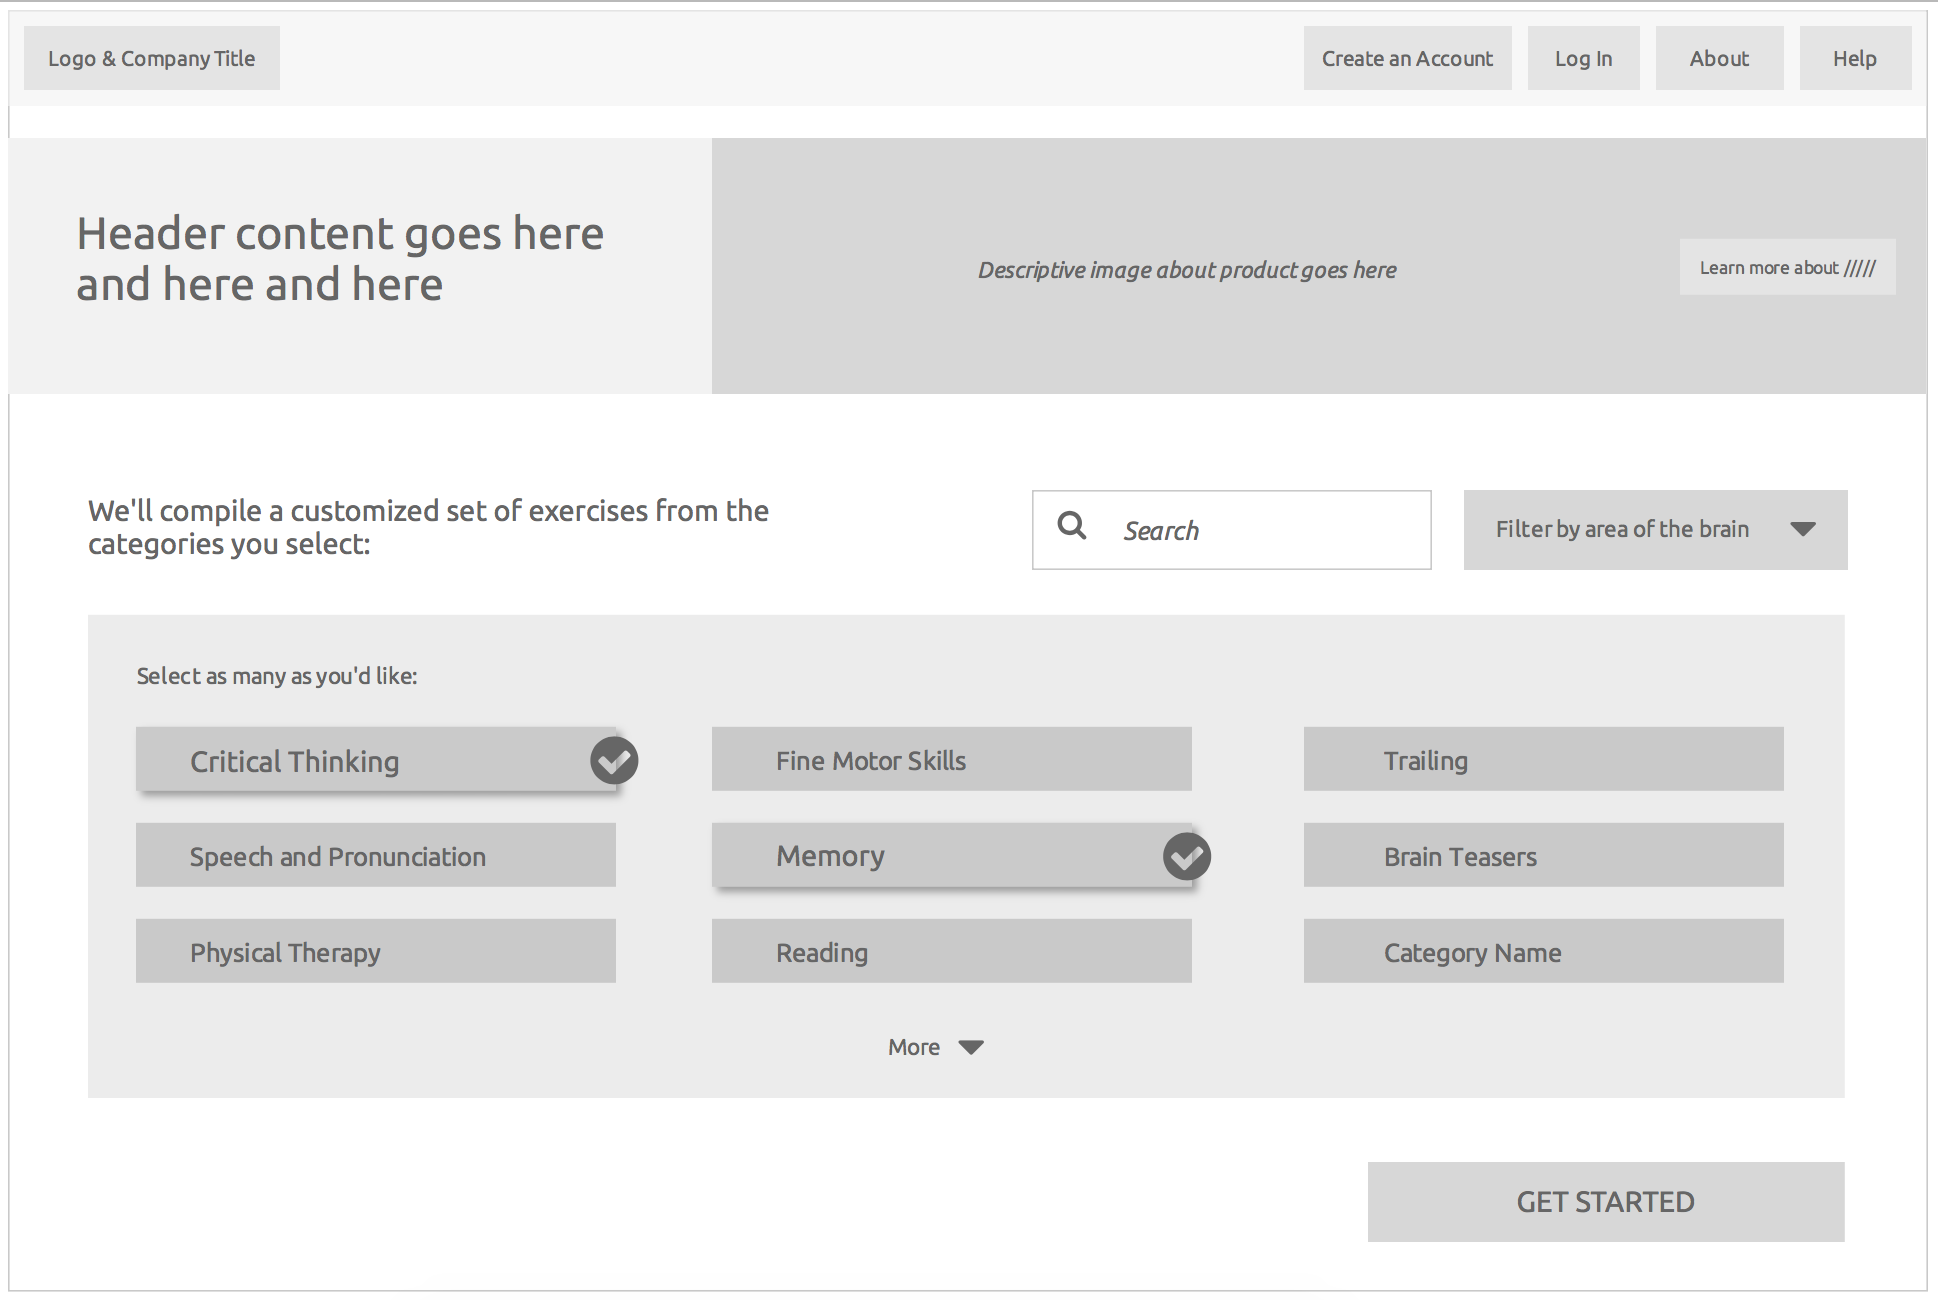 Logo & Company Title
Create an Account
Log In
About
Help
Header content goes here
and here and here
Descriptive image about product goes here
Learn more about /////
We'll compile a customized set of exercises from the
categories you select:
Search
Filter by area of the brain
Select as many as you'd like:
Critical Thinking
Fine Motor Skills
Trailing
Speech and Pronunciation
Memory
Brain Teasers
Physical Therapy
Reading
Category Name
More
GET STARTED